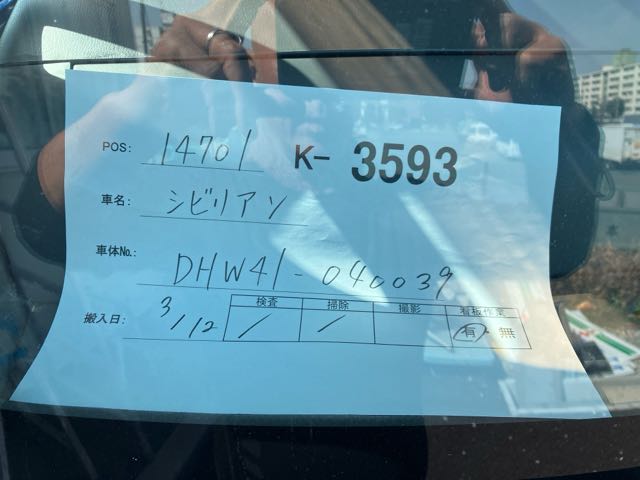 POS: 14701 K- 3593
車名: シビリアン
車体No.: DHW41-040039
搬入日: 3/12
検査 掃除 撮影 看板作業
/ / 有・無